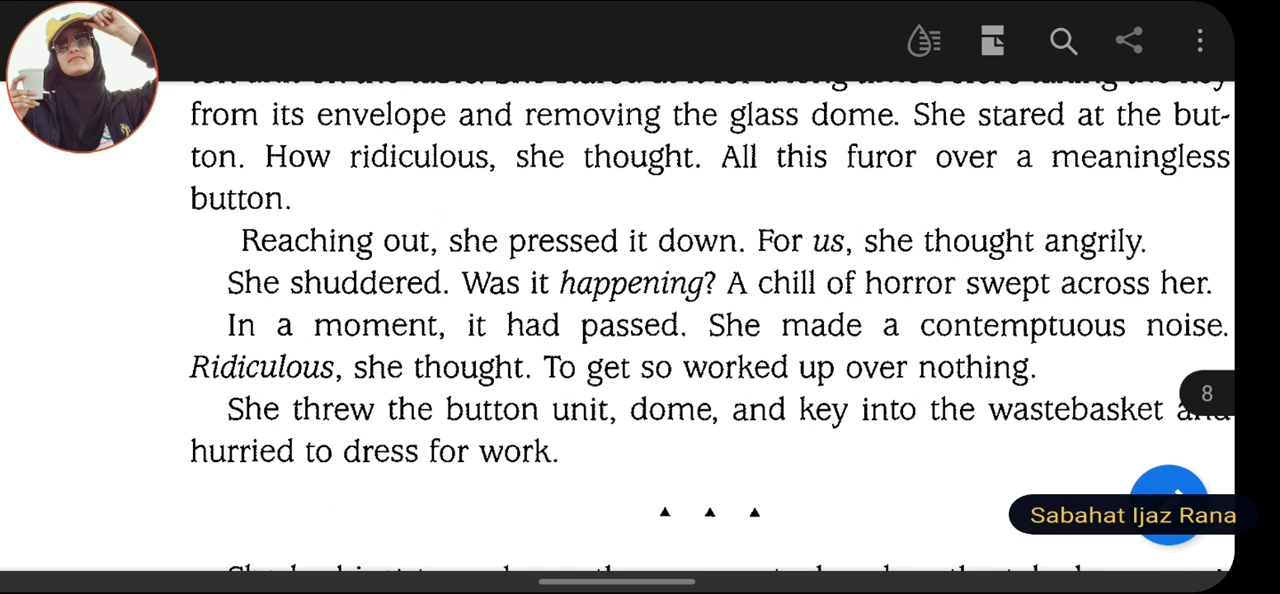 from its envelope and removing the glass dome. She stared at the but-
ton. How ridiculous, she thought. All this furor over a meaningless
button.
Reaching out, she pressed it down. For us, she thought angrily.
She shuddered. Was it happening? A chill of horror swept across her.
In a moment, it had passed. She made a contemptuous noise.
Ridiculous, she thought. To get so worked up over nothing.
8
She threw the button unit, dome, and key into the wastebasket and
hurried to dress for work.
Sabahat Ijaz Rana